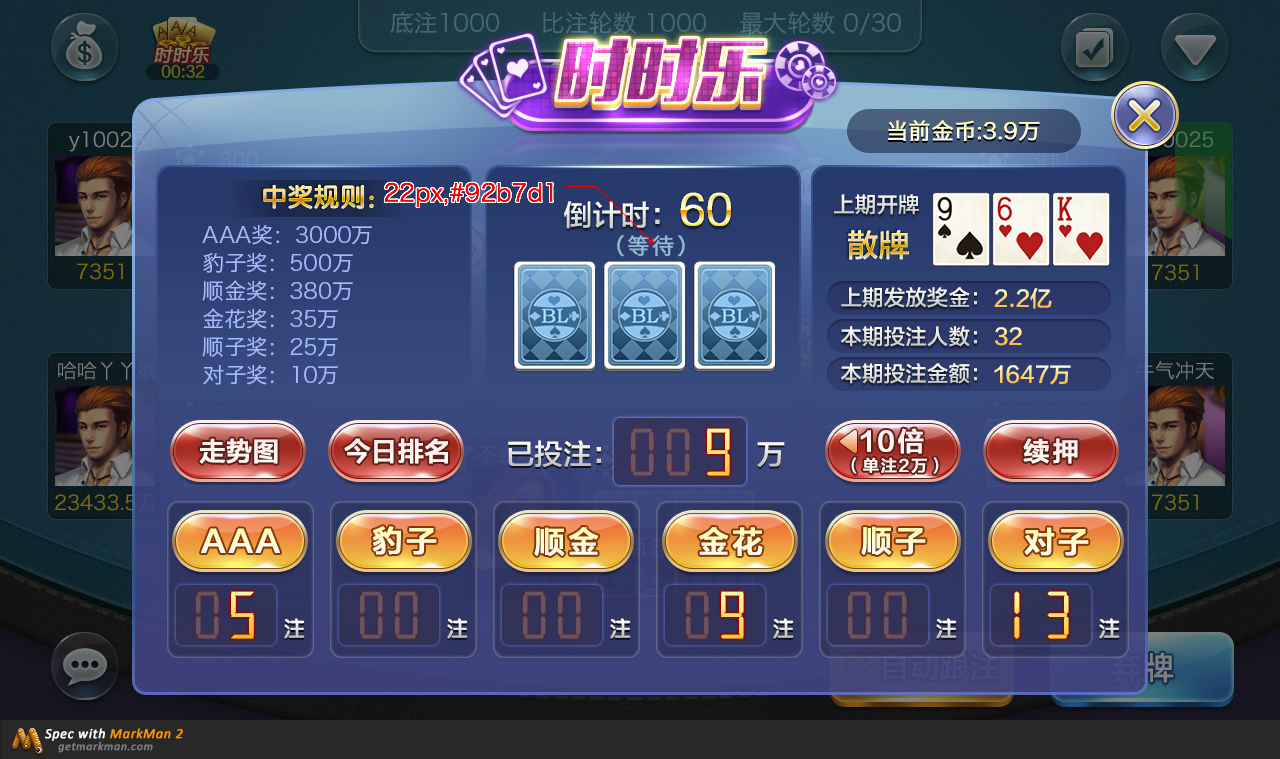 底注1000 比注轮数 1000 最大轮数 0/30
AAA
时时乐
00:32
时时乐
当前金币:3.9万
y10025
7351
中奖规则:
AAA奖: 3000万
豹子奖: 500万
顺金奖: 380万
金花奖: 35万
顺子奖: 25万
对子奖: 10万
22px,#92b7d1
倒计时: 60
(等待)
BL BL BL
上期开牌
散牌
9 6 K
上期发放奖金: 2.2亿
本期投注人数: 32
本期投注金额: 1647万
0025
7351
哈哈丫丫
23433.5万
牛气冲天
7351
走势图
今日排名
已投注: 009 万
10倍
(单注2万)
续押
AAA
05 注
豹子
00 注
顺金
00 注
金花
09 注
顺子
00 注
对子
13 注
自动跟注
弃牌
Spec with MarkMan 2
getmarkman.com